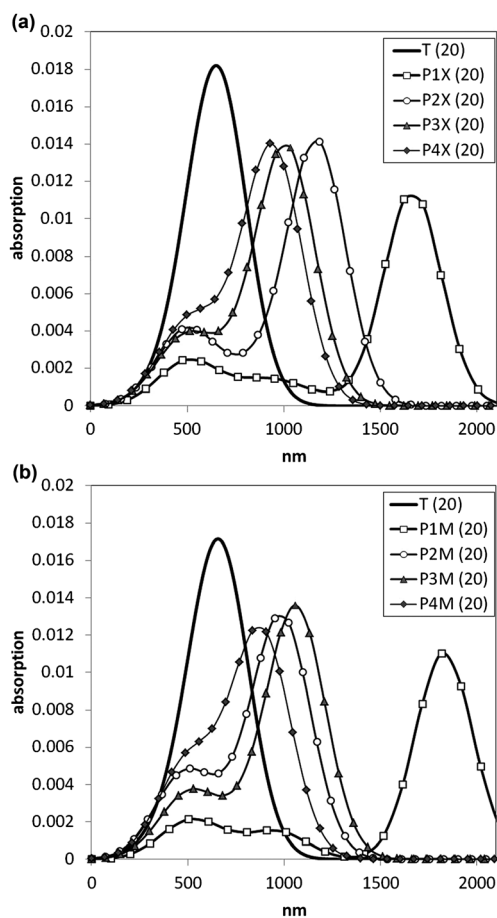 (a)
0.02
0.018
0.016
0.014
0.012
0.01
0.008
0.006
0.004
0.002
0
absorption
T (20)
P1X (20)
P2X (20)
P3X (20)
P4X (20)
0 500 1000 1500 2000
nm
(b)
0.02
0.018
0.016
0.014
0.012
0.01
0.008
0.006
0.004
0.002
0
absorption
T (20)
P1M (20)
P2M (20)
P3M (20)
P4M (20)
0 500 1000 1500 2000
nm